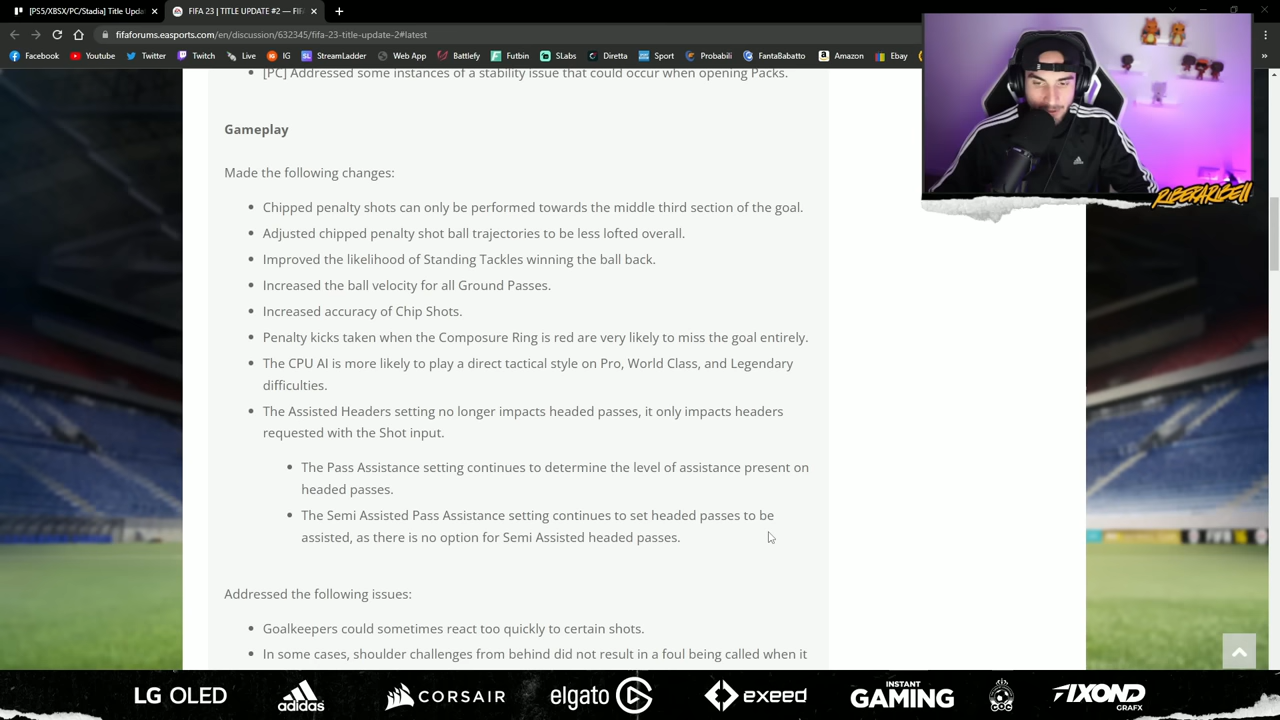 [PS5/XBSX/PC/Stadia] Title Upda
FIFA 23 | TITLE UPDATE #2 — FIF
fifaforums.easports.com/en/discussion/632345/fifa-23-title-update-2#latest
Facebook Youtube Twitter Twitch Live IG StreamLadder Web App Battlefy Futbin SLabs Diretta Sport Probabili FantaBabatto Amazon Ebay
[PC] Addressed some instances of a stability issue that could occur when opening Packs.
Gameplay
Made the following changes:
Chipped penalty shots can only be performed towards the middle third section of the goal.
Adjusted chipped penalty shot ball trajectories to be less lofted overall.
Improved the likelihood of Standing Tackles winning the ball back.
Increased the ball velocity for all Ground Passes.
Increased accuracy of Chip Shots.
Penalty kicks taken when the Composure Ring is red are very likely to miss the goal entirely.
The CPU AI is more likely to play a direct tactical style on Pro, World Class, and Legendary
difficulties.
The Assisted Headers setting no longer impacts headed passes, it only impacts headers
requested with the Shot input.
The Pass Assistance setting continues to determine the level of assistance present on
headed passes.
The Semi Assisted Pass Assistance setting continues to set headed passes to be
assisted, as there is no option for Semi Assisted headed passes.
Addressed the following issues:
Goalkeepers could sometimes react too quickly to certain shots.
In some cases, shoulder challenges from behind did not result in a foul being called when it
RIBERARIBELL
LG OLED adidas CORSAIR elgato exeed INSTANT GAMING FIXOND GRAFX